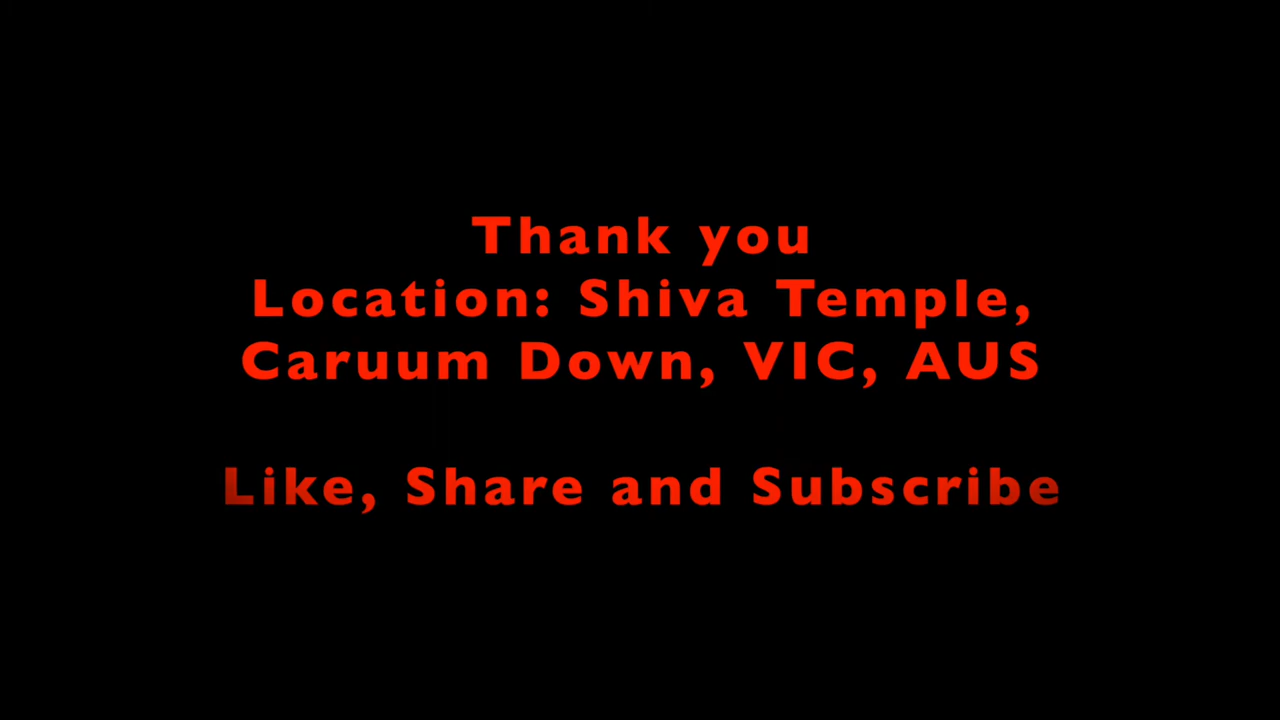 Thank you
Location: Shiva Temple,
Caruum Down, VIC, AUS
Like, Share and Subscribe